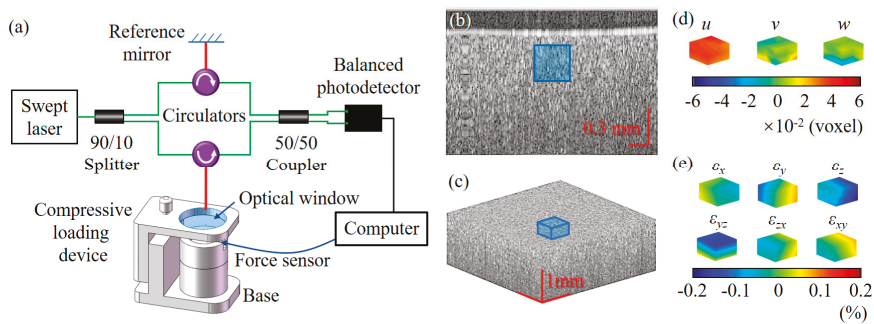 (a)
Reference
mirror
Balanced
photodetector
Swept
laser
Circulators
90/10
Splitter
50/50
Coupler
Optical window
Compressive
loading
device
Computer
Force sensor
Base
(b)
0.3 mm
(c)
1mm
(d)
u v w
-6 -4 -2 0 2 4 6
×10⁻² (voxel)
(e)
εx εy εz
εyz εzx εxy
-0.2 -0.1 0 0.1 0.2
(%)